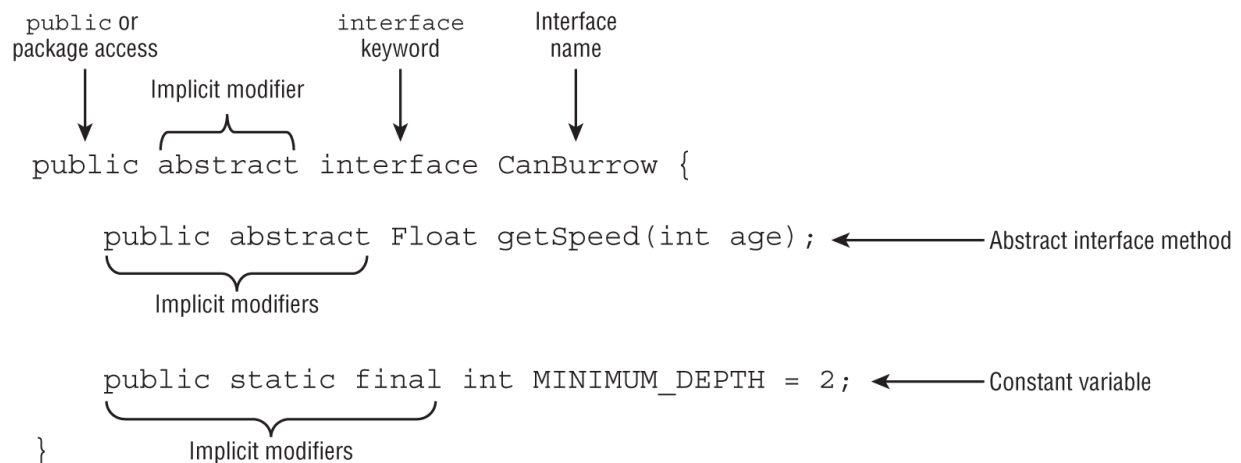 public or
package access
interface
keyword
Interface
name
Implicit modifier
public abstract interface CanBurrow {
public abstract Float getSpeed(int age);
Abstract interface method
Implicit modifiers
public static final int MINIMUM_DEPTH = 2;
Constant variable
Implicit modifiers
}